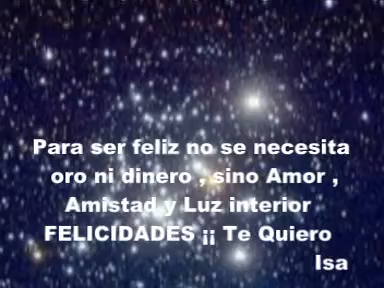 Para ser feliz no se necesita
oro ni dinero , sino Amor ,
Amistad y Luz interior
FELICIDADES ¡¡ Te Quiero
Isa